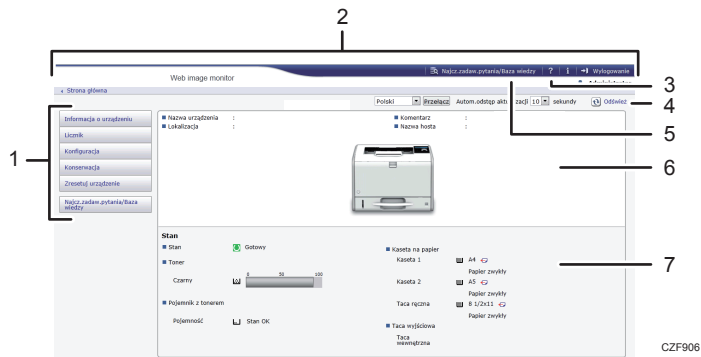 2
Najcz.zadaw.pytania/Baza wiedzy
?
i
Wylogowanie
Web image monitor
Administrator
Strona główna
3
Polski
Przełącz
Autom.odstęp aktualizacji
10
sekundy
Odśwież
4
1
Informacja o urządzeniu
Licznik
Konfiguracja
Konserwacja
Zresetuj urządzenie
Najcz.zadaw.pytania/Baza
wiedzy
Nazwa urządzenia :
Lokalizacja :
Komentarz :
Nazwa hosta :
5
6
Stan
Stan
Gotowy
Toner
0 50 100
Czarny
Pojemnik z tonerem
Pojemność
Stan OK
Kaseta na papier
Kaseta 1
A4
Papier zwykły
Kaseta 2
A5
Papier zwykły
Taca ręczna
8 1/2x11
Papier zwykły
Taca wyjściowa
Taca
wewnętrzna
7
CZF906